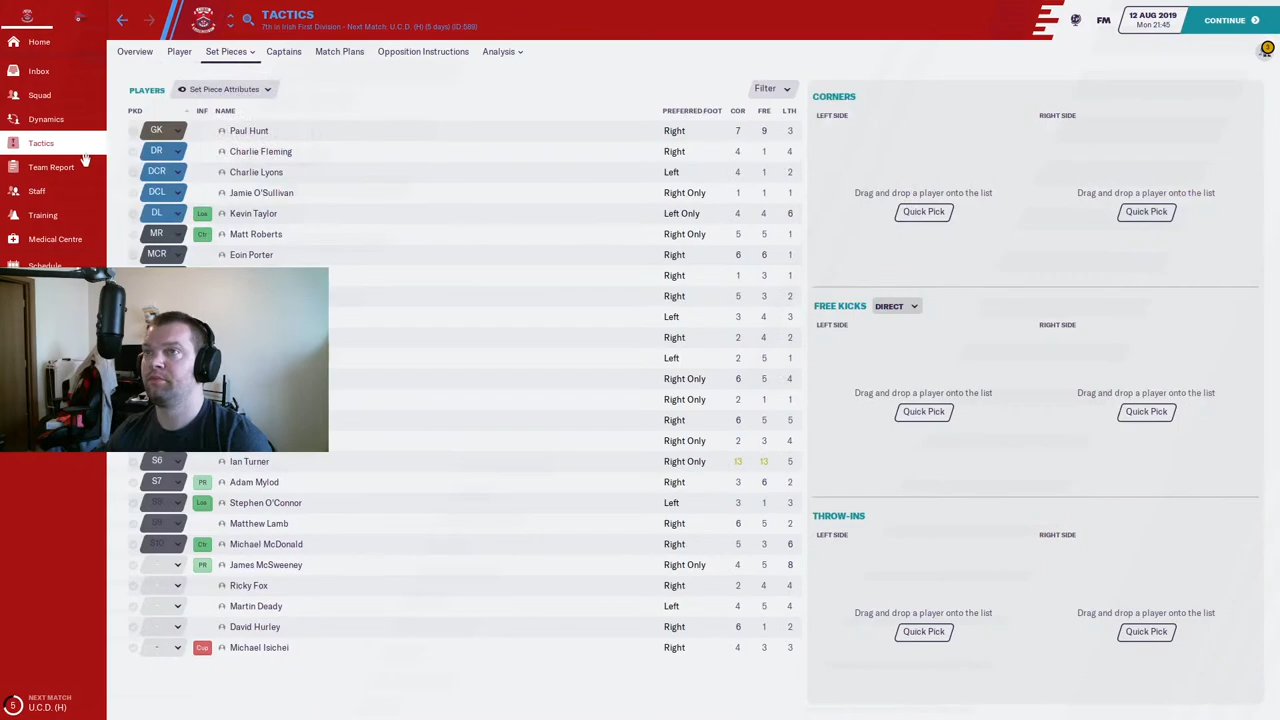 TACTICS
7th in Irish First Division - Next Match: U.C.D. (H) (5 days) (ID:589)
FM
12 AUG 2019
Mon 21:45
CONTINUE
Home
Inbox
Squad
Dynamics
Tactics
Team Report
Staff
Training
Medical Centre
Schedule
Overview Player Set Pieces Captains Match Plans Opposition Instructions Analysis
PLAYERS Set Piece Attributes Filter
PKD INF NAME PREFERRED FOOT COR FRE LTH
GK Paul Hunt Right 7 9 3
DR Charlie Fleming Right 4 1 4
DCR Charlie Lyons Left 4 1 2
DCL Jamie O'Sullivan Right Only 1 1 1
DL Loa Kevin Taylor Left Only 4 4 6
MR Ctr Matt Roberts Right Only 5 5 1
MCR Eoin Porter Right 6 6 1
Right 1 3 1
Right 5 3 2
Left 3 4 3
Right 2 4 2
Left 2 5 1
Right Only 6 5 4
Right Only 2 1 1
Right 6 5 5
Right Only 2 3 4
S6 Ian Turner Right Only 13 13 5
S7 PR Adam Mylod Right 3 6 2
Loa Stephen O'Connor Left 3 1 3
S9 Matthew Lamb Right 6 5 2
S10 Ctr Michael McDonald Right 5 3 6
- PR James McSweeney Right Only 2 4 8
- Ricky Fox Right 2 4 4
- Martin Deady Left 4 5 4
- David Hurley Right 6 1 2
- Cup Michael Isichei Right 4 3 3
CORNERS
LEFT SIDE RIGHT SIDE
Drag and drop a player onto the list Drag and drop a player onto the list
Quick Pick Quick Pick
FREE KICKS DIRECT
LEFT SIDE RIGHT SIDE
Drag and drop a player onto the list Drag and drop a player onto the list
Quick Pick Quick Pick
THROW-INS
LEFT SIDE RIGHT SIDE
Drag and drop a player onto the list Drag and drop a player onto the list
Quick Pick Quick Pick
5
NEXT MATCH
U.C.D. (H)